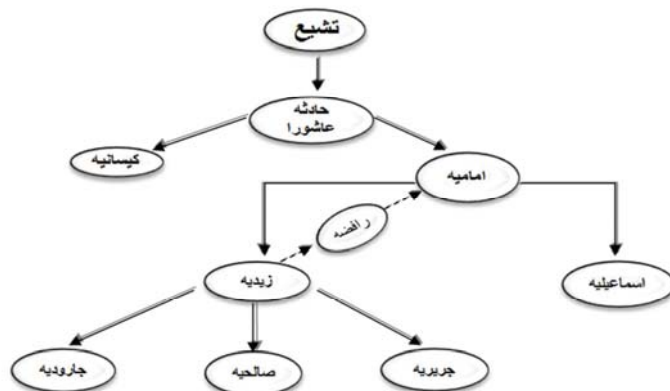 تشیع
حادثه
عاشورا
کیسانیه
امامیه
رافضه
زیدیه
اسماعیلیه
جریریه
صالحیه
جارودیه